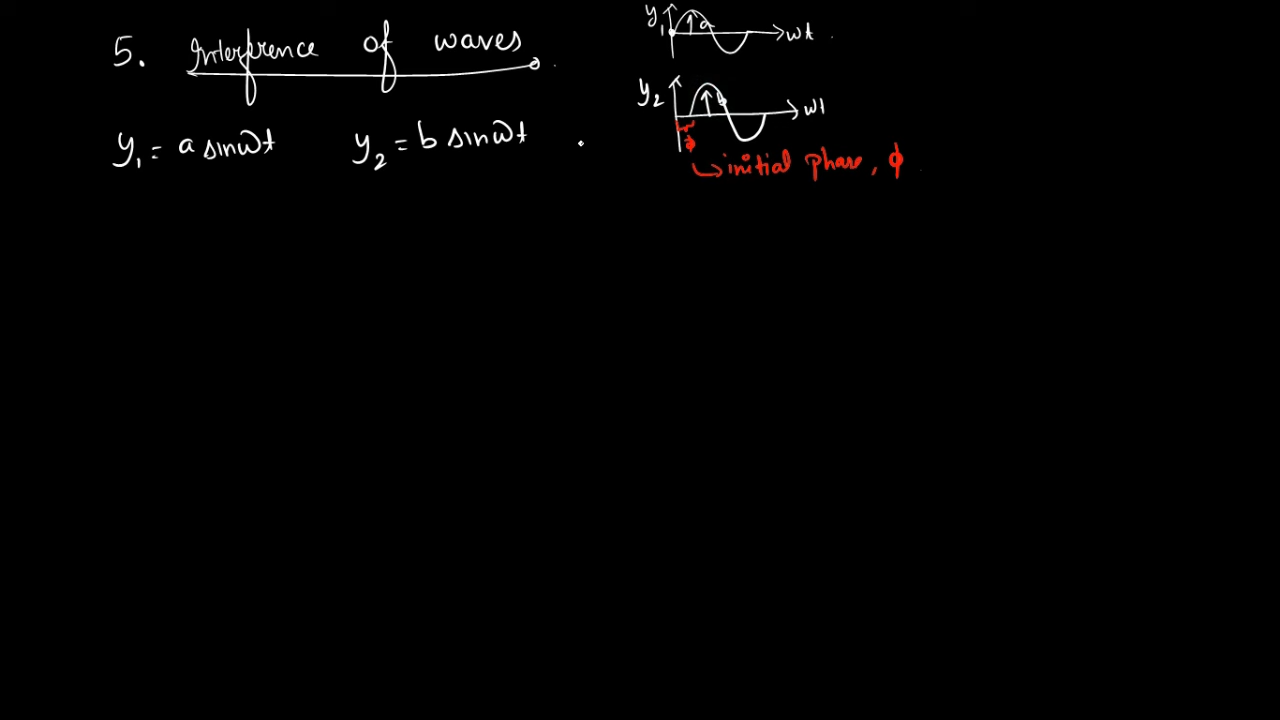 5. Interference of waves
y₁ = a sinωt y₂ = b sinωt
y₁ a ωt
y₂ b ωt
ϕ
initial phase, ϕ